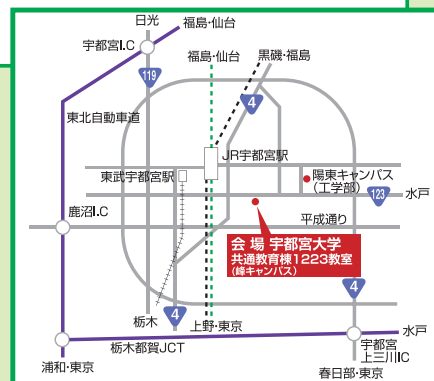 日光
福島・仙台
宇都宮I.C
福島・仙台
黒磯・福島
119
4
東北自動車道
JR宇都宮駅
東武宇都宮駅
陽東キャンパス
（工学部）
123
水戸
鹿沼I.C
平成通り
会 場 宇都宮大学
共通教育棟1223教室
（峰キャンパス）
4
4
栃木
上野・東京
水戸
栃木都賀JCT
宇都宮
上三川IC
浦和・東京
春日部・東京